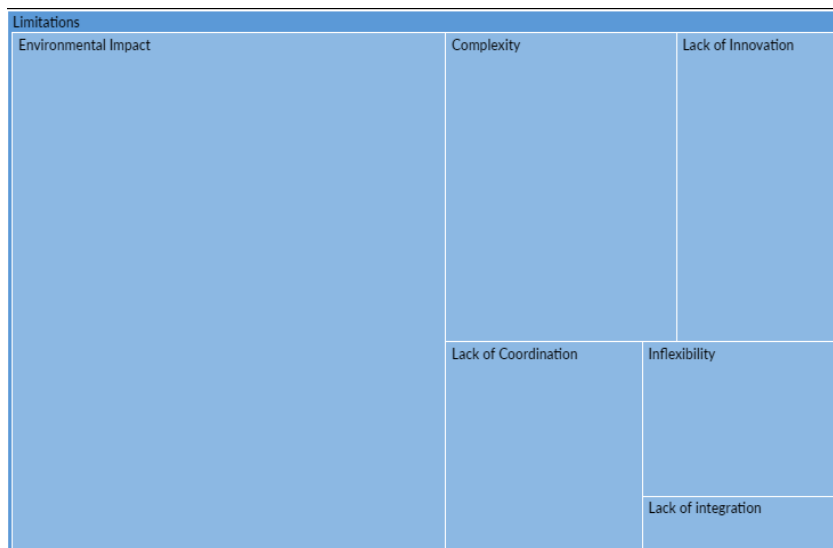 Limitations
Environmental Impact
Complexity
Lack of Innovation
Lack of Coordination
Inflexibility
Lack of integration